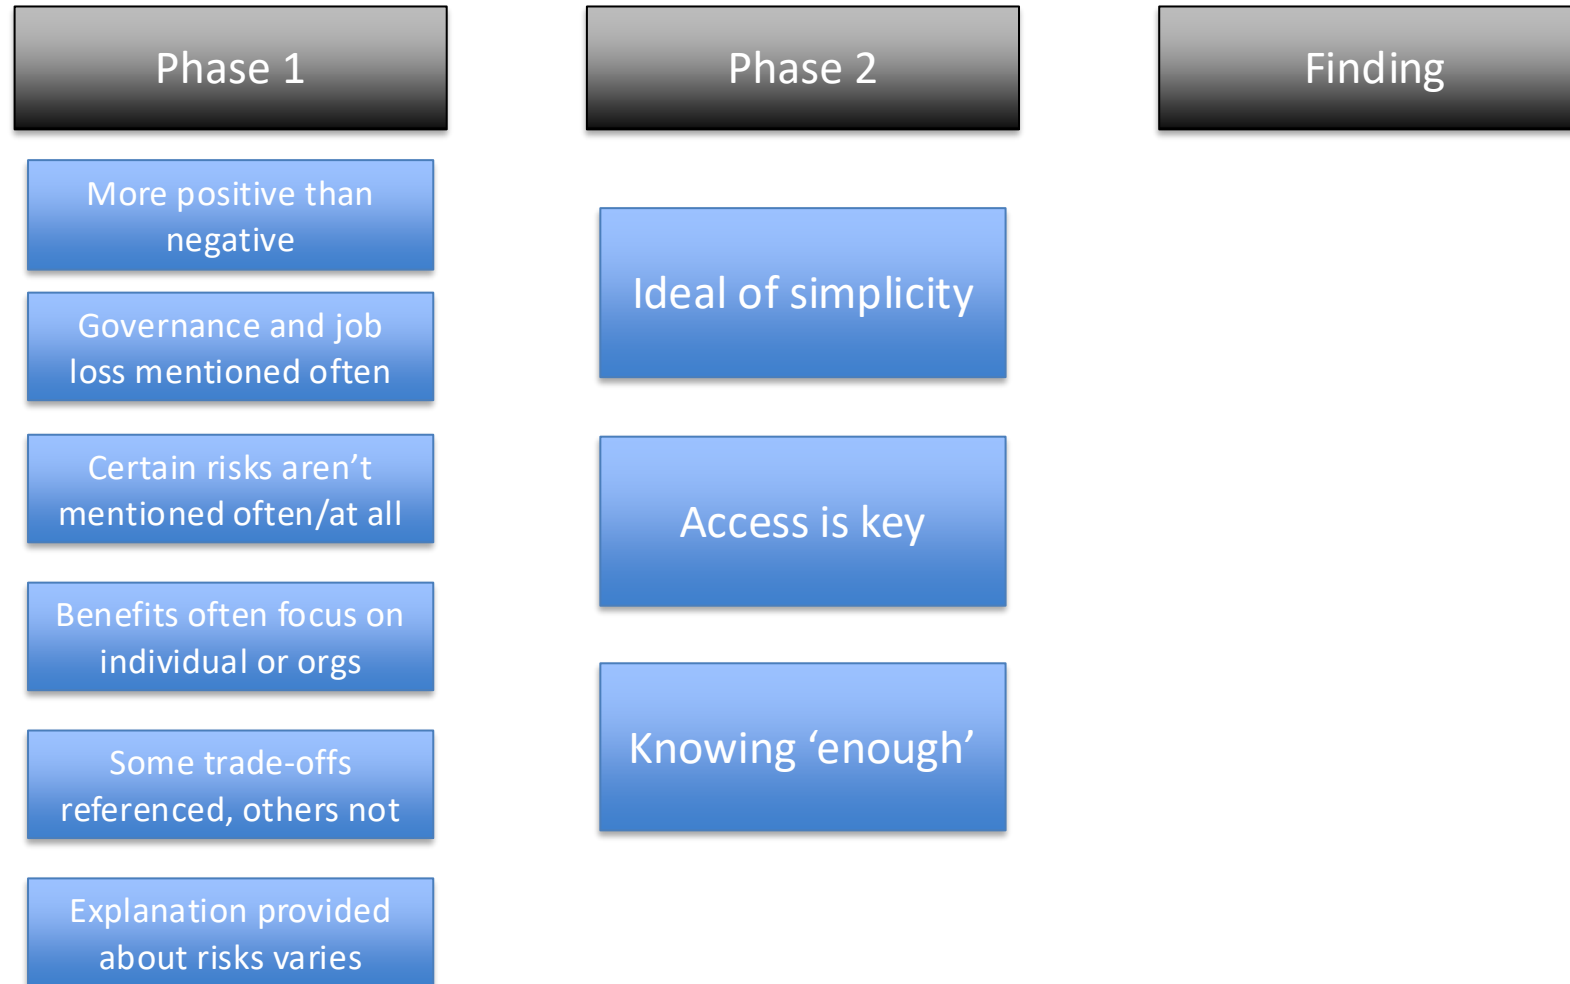 Phase 1
Phase 2
Finding
More positive than
negative
Governance and job
loss mentioned often
Certain risks aren’t
mentioned often/at all
Benefits often focus on
individual or orgs
Some trade-offs
referenced, others not
Explanation provided
about risks varies
Ideal of simplicity
Access is key
Knowing ‘enough’